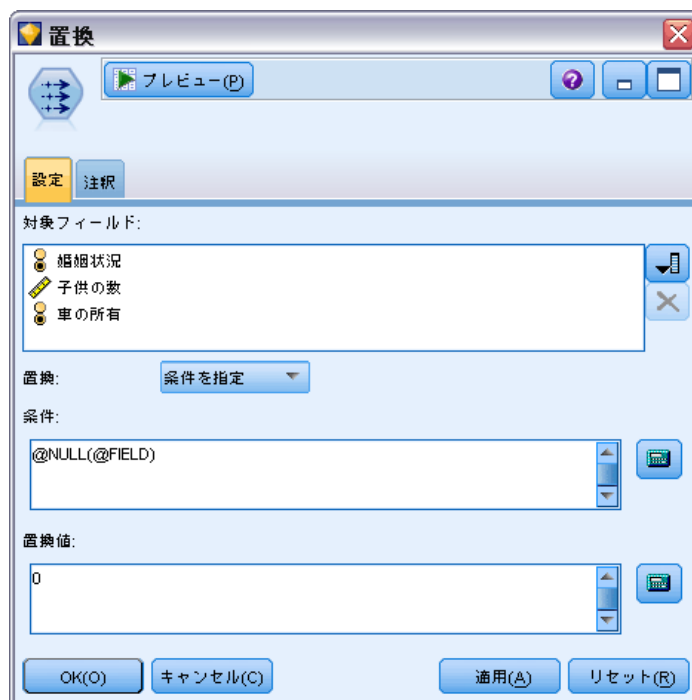 置換
プレビュー(P)
設定 注釈
対象フィールド:
婚姻状況
子供の数
車の所有
置換: 条件を指定
条件:
@NULL(@FIELD)
置換値:
0
OK(O) キャンセル(C) 適用(A) リセット(R)